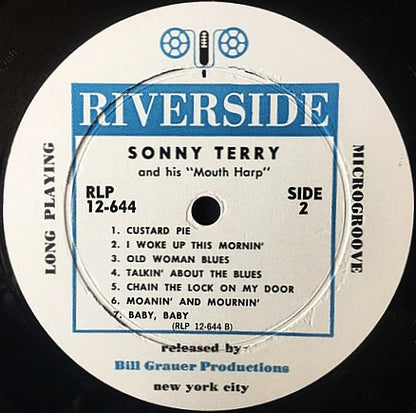 RIVERSIDE
LONG PLAYING
MICROGROOVE
SONNY TERRY
and his "Mouth Harp"
RLP
12-644
SIDE
2
1. CUSTARD PIE
2. I WOKE UP THIS MORNIN'
3. OLD WOMAN BLUES
4. TALKIN' ABOUT THE BLUES
5. CHAIN THE LOCK ON MY DOOR
6. MOANIN' AND MOURNIN'
7. BABY, BABY
(RLP 12-644 B)
released by
Bill Grauer Productions
new york city